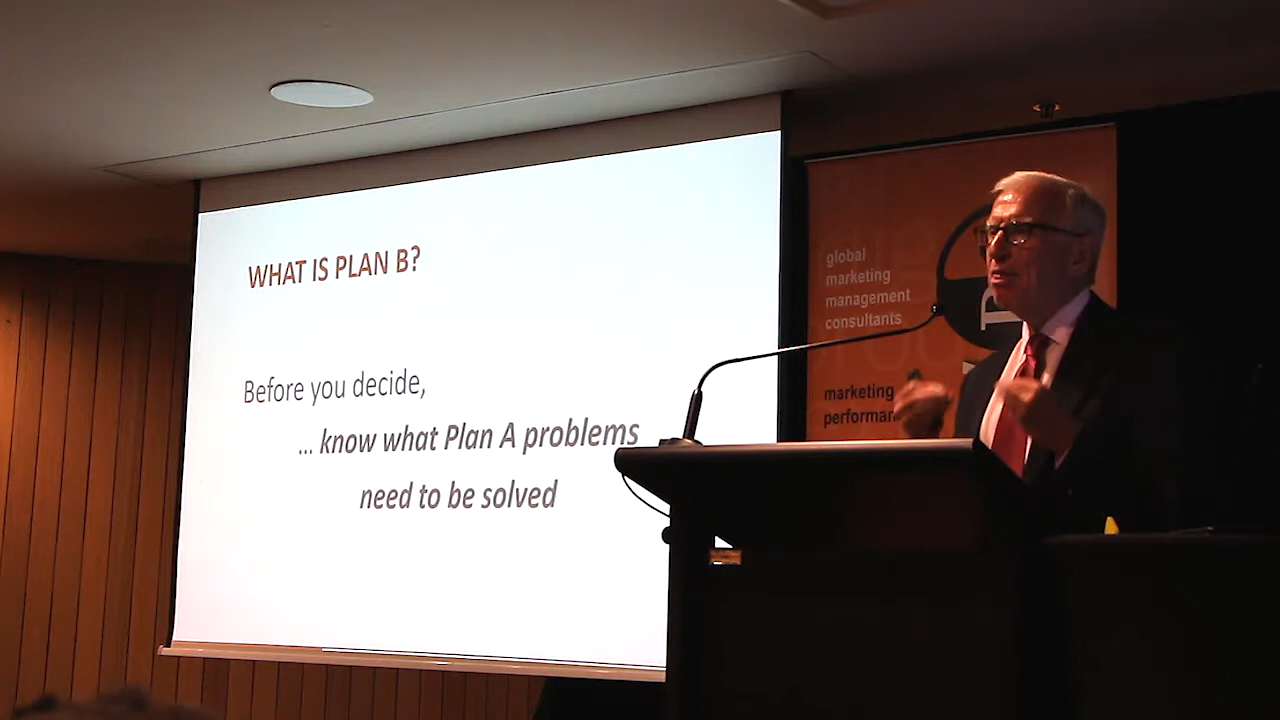 WHAT IS PLAN B?
Before you decide,
... know what Plan A problems
need to be solved
global
marketing
management
consultants
marketing